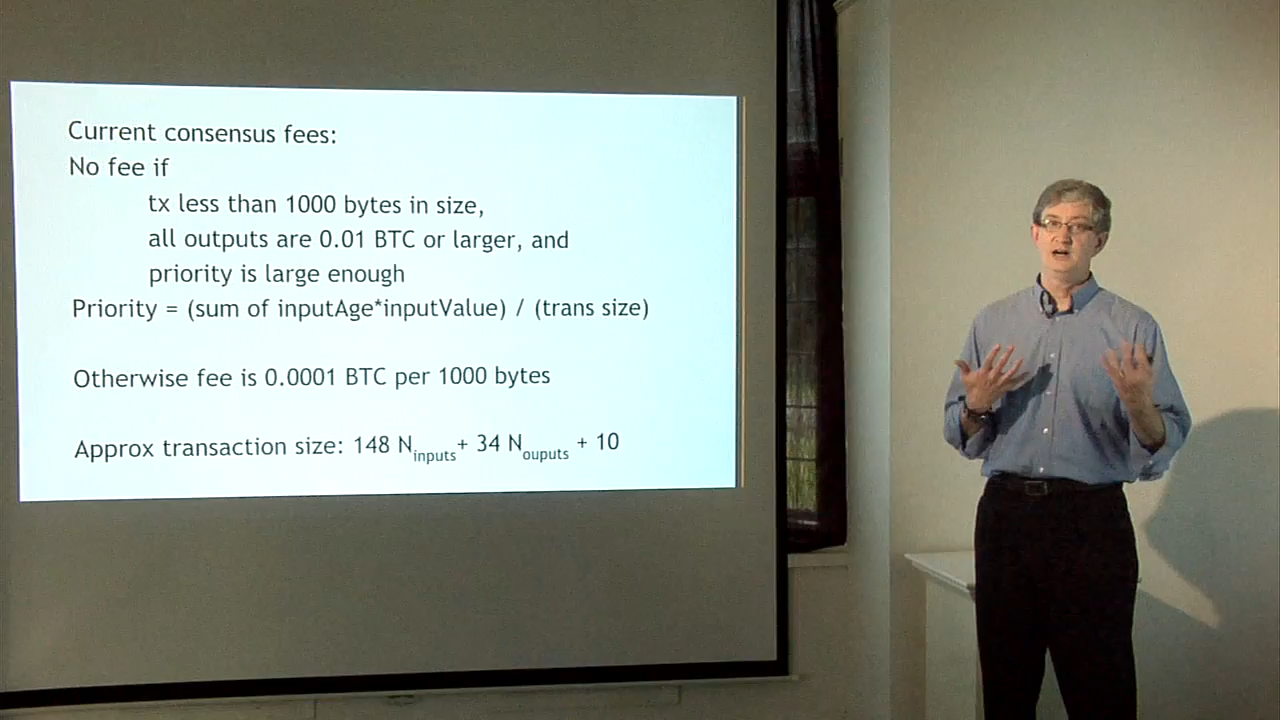 Current consensus fees:
No fee if
tx less than 1000 bytes in size,
all outputs are 0.01 BTC or larger, and
priority is large enough
Priority = (sum of inputAge*inputValue) / (trans size)
Otherwise fee is 0.0001 BTC per 1000 bytes
Approx transaction size: 148 Ninputs + 34 Nouputs + 10